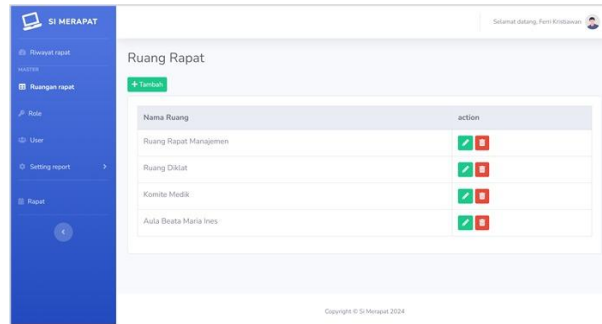 SI MERAPAT
Selamat datang, Ferri Kristiawan
Riwayat rapat
MASTER
Ruangan rapat
Role
User
Setting report
Rapat
Ruang Rapat
+ Tambah
Nama Ruang action
Ruang Rapat Manajemen
Ruang Diklat
Komite Medik
Aula Beata Maria Ines
Copyright © Si Merapat 2024